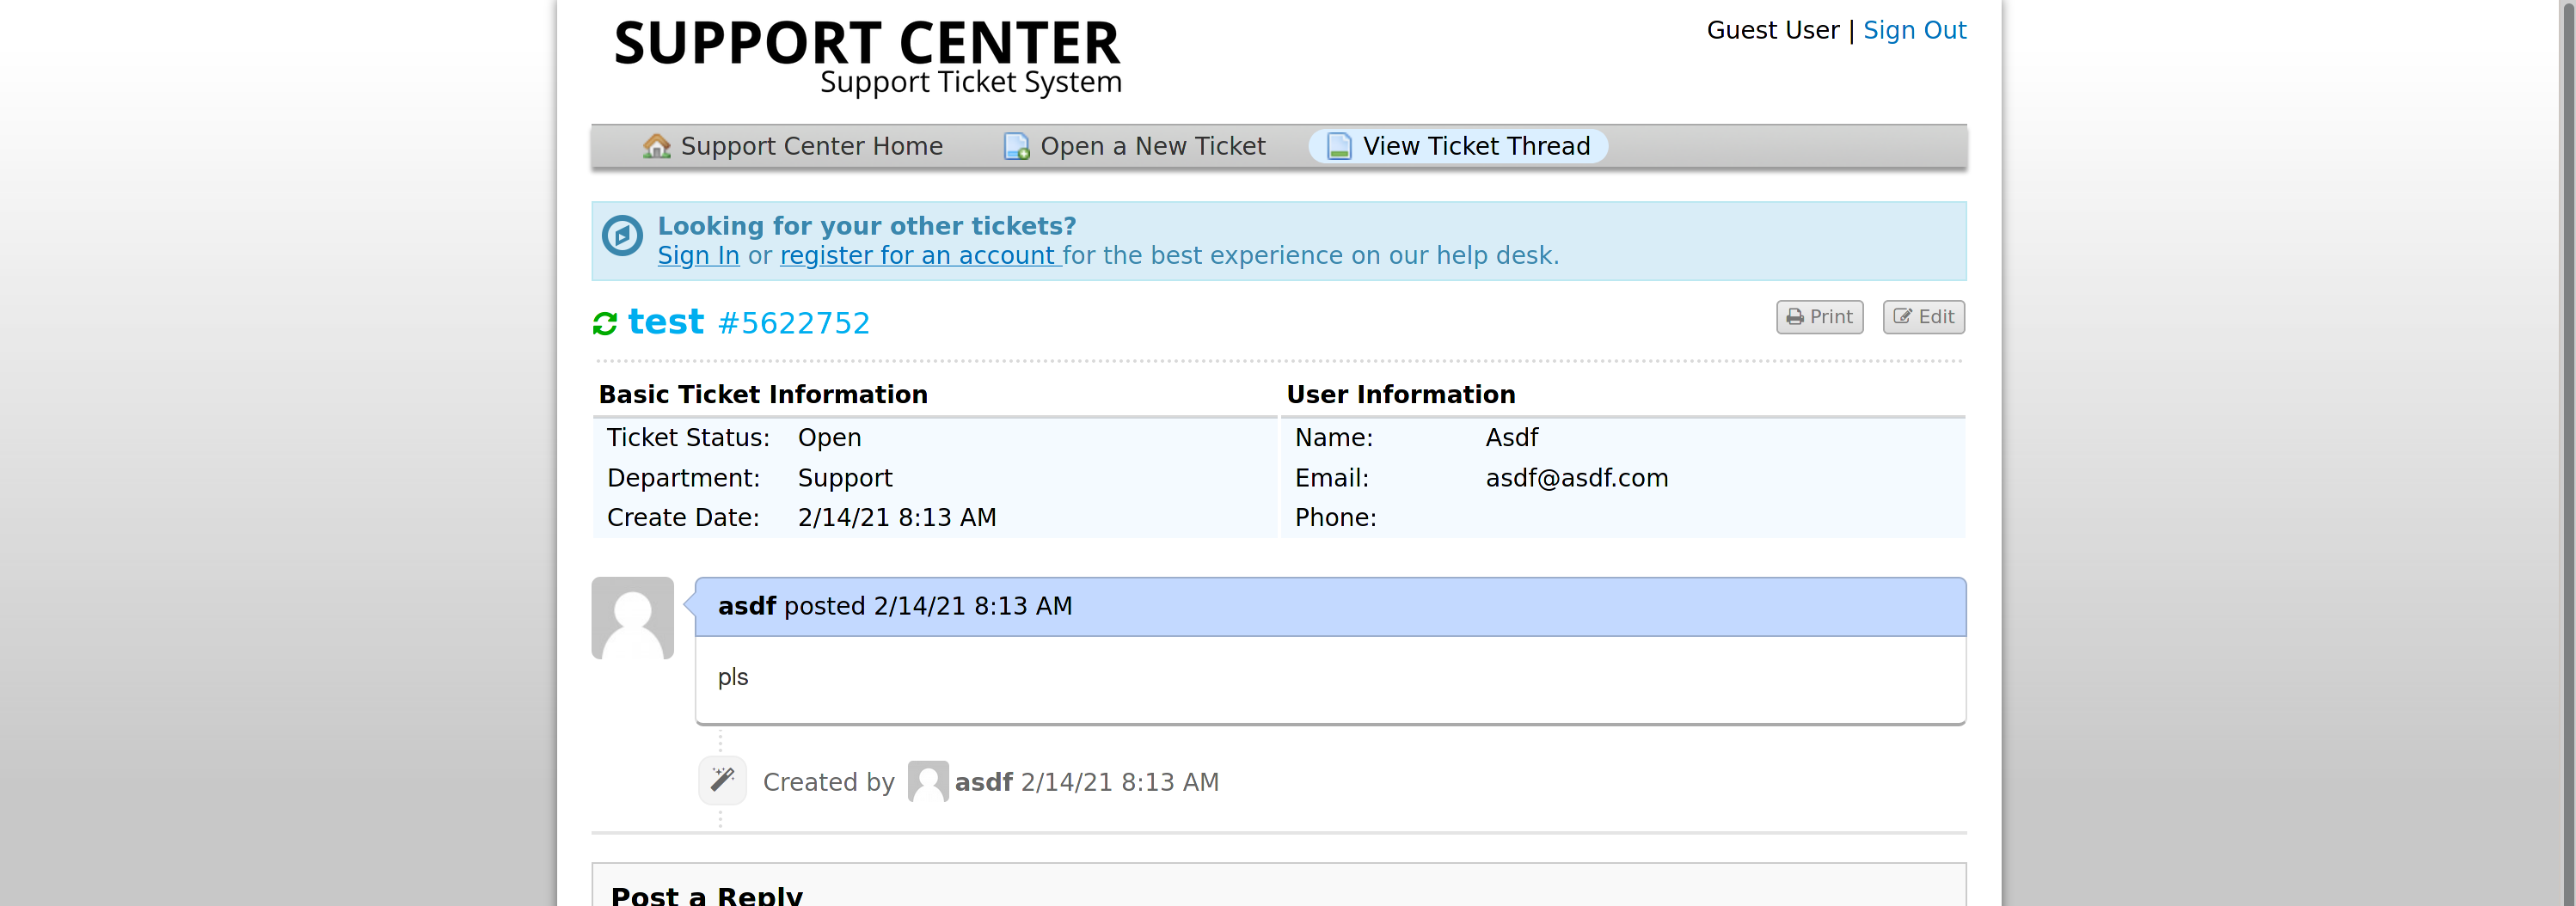 SUPPORT CENTER
Support Ticket System
Guest User | Sign Out
Support Center Home Open a New Ticket View Ticket Thread
Looking for your other tickets?
Sign In or register for an account for the best experience on our help desk.
test #5622752
Print Edit
Basic Ticket Information
Ticket Status: Open
Department: Support
Create Date: 2/14/21 8:13 AM
User Information
Name: Asdf
Email: asdf@asdf.com
Phone:
asdf posted 2/14/21 8:13 AM
pls
Created by asdf 2/14/21 8:13 AM
Post a Reply